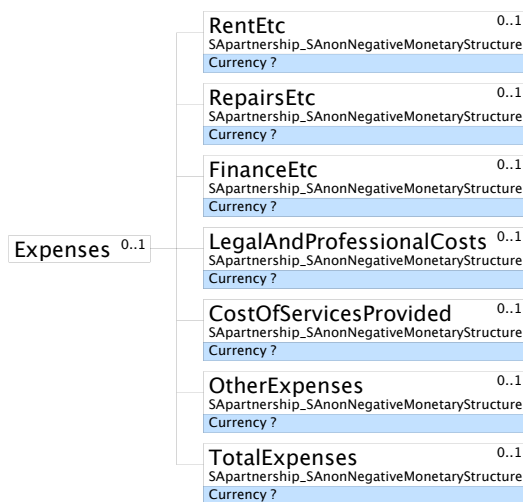 RentEtc 0..1
SApartnership_SAnonNegativeMonetaryStructure
Currency ?
RepairsEtc 0..1
SApartnership_SAnonNegativeMonetaryStructure
Currency ?
FinanceEtc 0..1
SApartnership_SAnonNegativeMonetaryStructure
Currency ?
Expenses 0..1
LegalAndProfessionalCosts 0..1
SApartnership_SAnonNegativeMonetaryStructure
Currency ?
CostOfServicesProvided 0..1
SApartnership_SAnonNegativeMonetaryStructure
Currency ?
OtherExpenses 0..1
SApartnership_SAnonNegativeMonetaryStructure
Currency ?
TotalExpenses 0..1
SApartnership_SAnonNegativeMonetaryStructure
Currency ?